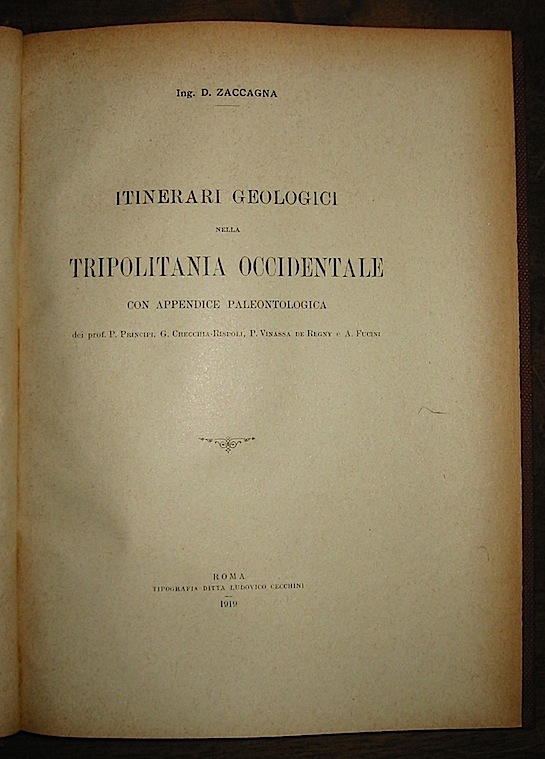 Ing. D. ZACCAGNA
ITINERARI GEOLOGICI
NELLA
TRIPOLITANIA OCCIDENTALE
CON APPENDICE PALEONTOLOGICA
dei prof. P. PRINCIPI, G. CHECCHIA-RISPOLI, P. VINASSA DE REGNY e A. FUCINI
ROMA
TIPOGRAFIA DITTA LUDOVICO CECCHINI
1919